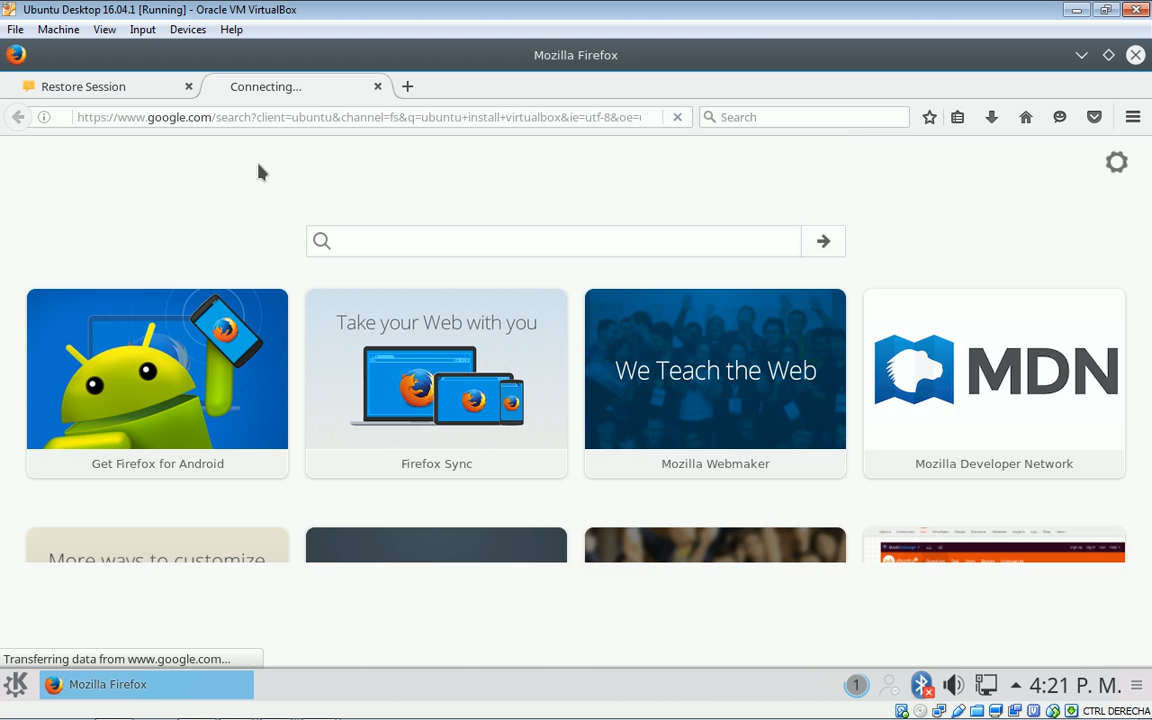 Ubuntu Desktop 16.04.1 [Running] - Oracle VM VirtualBox
File Machine View Input Devices Help
Mozilla Firefox
Restore Session
Connecting...
https://www.google.com/search?client=ubuntu&channel=fs&q=ubuntu+install+virtualbox&ie=utf-8&oe=u
Search
Take your Web with you
We Teach the Web
MDN
Get Firefox for Android
Firefox Sync
Mozilla Webmaker
Mozilla Developer Network
More ways to customize
Transferring data from www.google.com...
Mozilla Firefox
1
4:21 P. M.
CTRL DERECHA